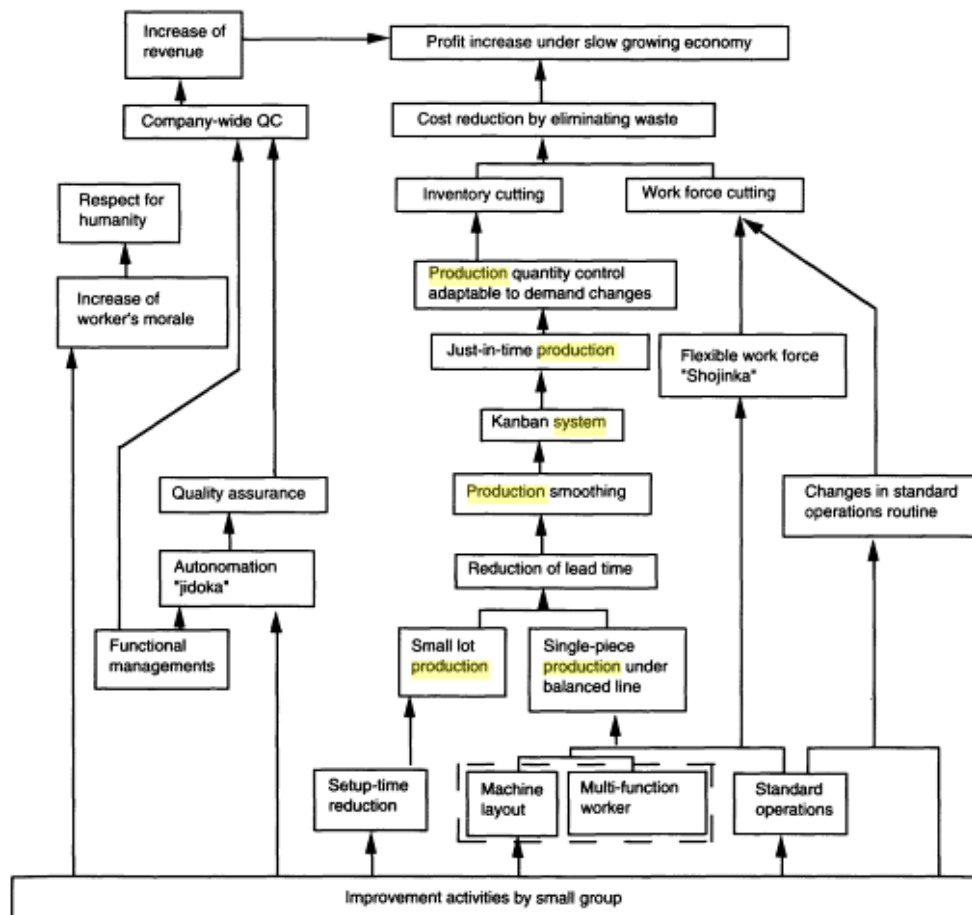 Increase of
revenue
Profit increase under slow growing economy
Company-wide QC
Cost reduction by eliminating waste
Respect for
humanity
Inventory cutting
Work force cutting
Increase of
worker's morale
Production quantity control
adaptable to demand changes
Just-in-time production
Flexible work force
"Shojinka"
Kanban system
Quality assurance
Production smoothing
Changes in standard
operations routine
Autonomation
"jidoka"
Reduction of lead time
Functional
managements
Small lot
production
Single-piece
production under
balanced line
Setup-time
reduction
Machine
layout
Multi-function
worker
Standard
operations
Improvement activities by small group